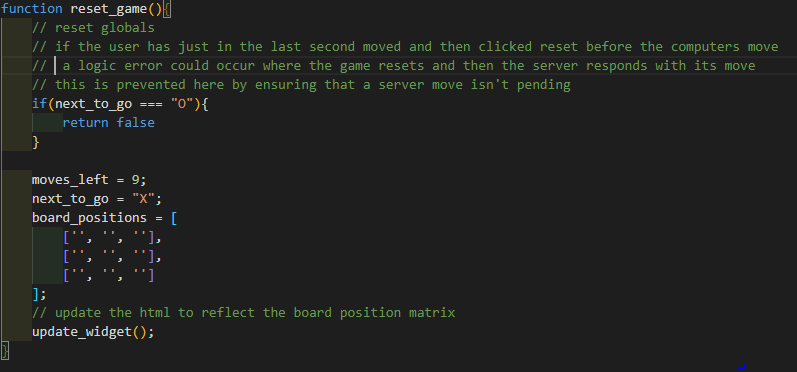 function reset_game(){
    // reset globals
    // if the user has just in the last second moved and then clicked reset before the computers move
    // a logic error could occur where the game resets and then the server responds with its move
    // this is prevented here by ensuring that a server move isn't pending
    if(next_to_go === "O"){
        return false
    }

    moves_left = 9;
    next_to_go = "X";
    board_positions = [
        ['', '', ''],
        ['', '', ''],
        ['', '', '']
    ];
    // update the html to reflect the board position matrix
    update_widget();
}